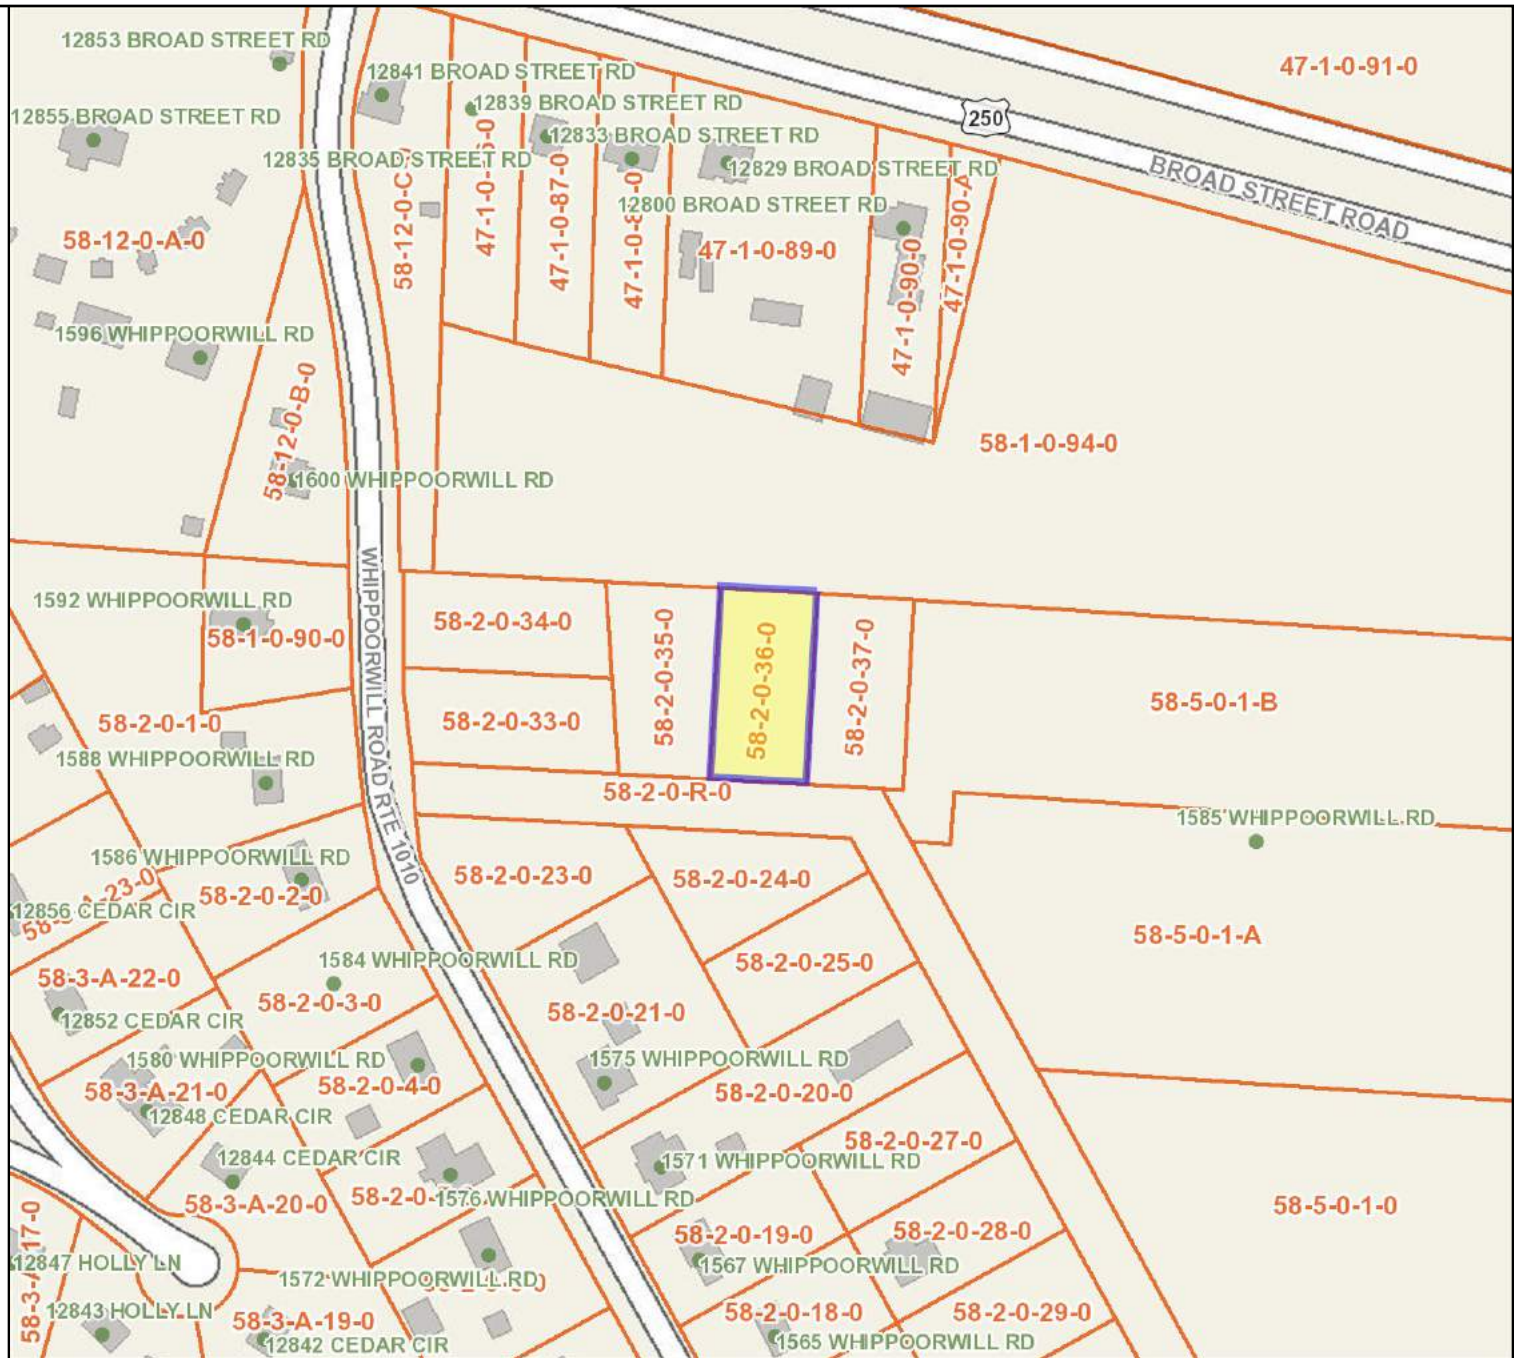 12853 BROAD STREET RD
47-1-0-91-0
12841 BROAD STREET RD
12839 BROAD STREET RD
12855 BROAD STREET RD
250
12833 BROAD STREET RD
12835 BROAD STREET RD
12829 BROAD STREET RD
BROAD STREET ROAD
58-12-0-C
47-1-0-87-0
47-1-0-90-A
12800 BROAD STREET RD
58-12-0-A-0
47-1-0-89-0
47-1-0-90-0
1596 WHIPPOORWILL RD
58-12-0-B-0
58-1-0-94-0
1600 WHIPPOORWILL RD
1592 WHIPPOORWILL RD
58-1-0-90-0
WHIPPOORWILL ROAD RTE 1010
58-2-0-34-0
58-2-0-35-0
58-2-0-36-0
58-2-0-37-0
58-5-0-1-B
58-2-0-1-0
58-2-0-33-0
1588 WHIPPOORWILL RD
58-2-0-R-0
1585 WHIPPOORWILL RD
1586 WHIPPOORWILL RD
58-2-0-2-0
58-2-0-23-0
58-2-0-24-0
12856 CEDAR CIR
58-5-0-1-A
58-3-A-22-0
1584 WHIPPOORWILL RD
58-2-0-25-0
58-2-0-3-0
58-2-0-21-0
12852 CEDAR CIR
1580 WHIPPOORWILL RD
1575 WHIPPOORWILL RD
58-3-A-21-0
58-2-0-4-0
58-2-0-20-0
12848 CEDAR CIR
58-2-0-27-0
12844 CEDAR CIR
1571 WHIPPOORWILL RD
58-3-A-20-0
58-2-0-
1576 WHIPPOORWILL RD
58-5-0-1-0
58-2-0-19-0
58-2-0-28-0
12847 HOLLY LN
1572 WHIPPOORWILL RD
1567 WHIPPOORWILL RD
12843 HOLLY LN
58-3-A-19-0
58-2-0-18-0
58-2-0-29-0
12842 CEDAR CIR
1565 WHIPPOORWILL RD